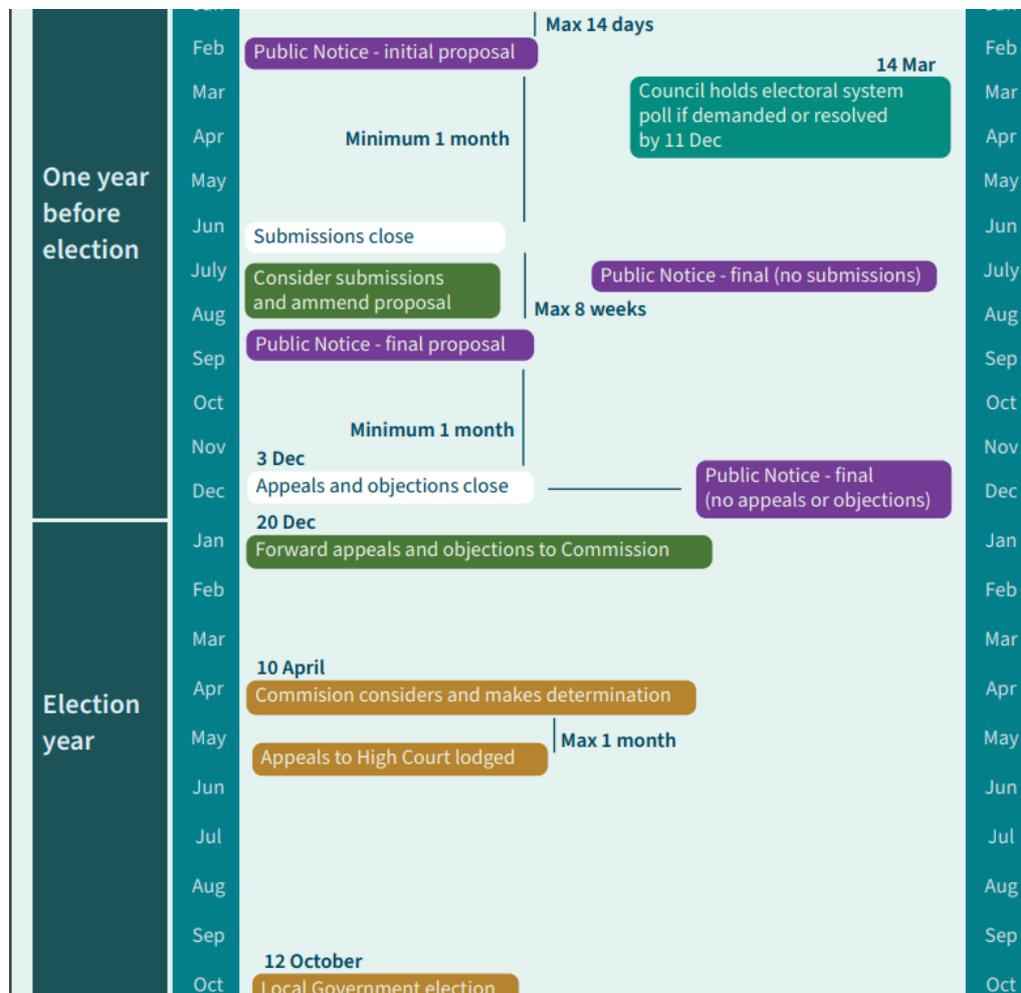 Max 14 days
Feb
Public Notice - initial proposal
Feb
14 Mar
Mar
Council holds electoral system
poll if demanded or resolved
by 11 Dec
Mar
Minimum 1 month
Apr
Apr
One year
before
election
May
May
Jun
Submissions close
Jun
July
Consider submissions
and ammend proposal
Public Notice - final (no submissions)
July
Max 8 weeks
Aug
Aug
Public Notice - final proposal
Sep
Sep
Oct
Oct
Minimum 1 month
Nov
Nov
3 Dec
Dec
Appeals and objections close
Public Notice - final
(no appeals or objections)
Dec
20 Dec
Jan
Forward appeals and objections to Commission
Jan
Feb
Feb
Mar
Mar
10 April
Election
year
Apr
Commision considers and makes determination
Apr
May
Max 1 month
May
Appeals to High Court lodged
Jun
Jun
Jul
Jul
Aug
Aug
Sep
Sep
12 October
Oct
Local Government election
Oct